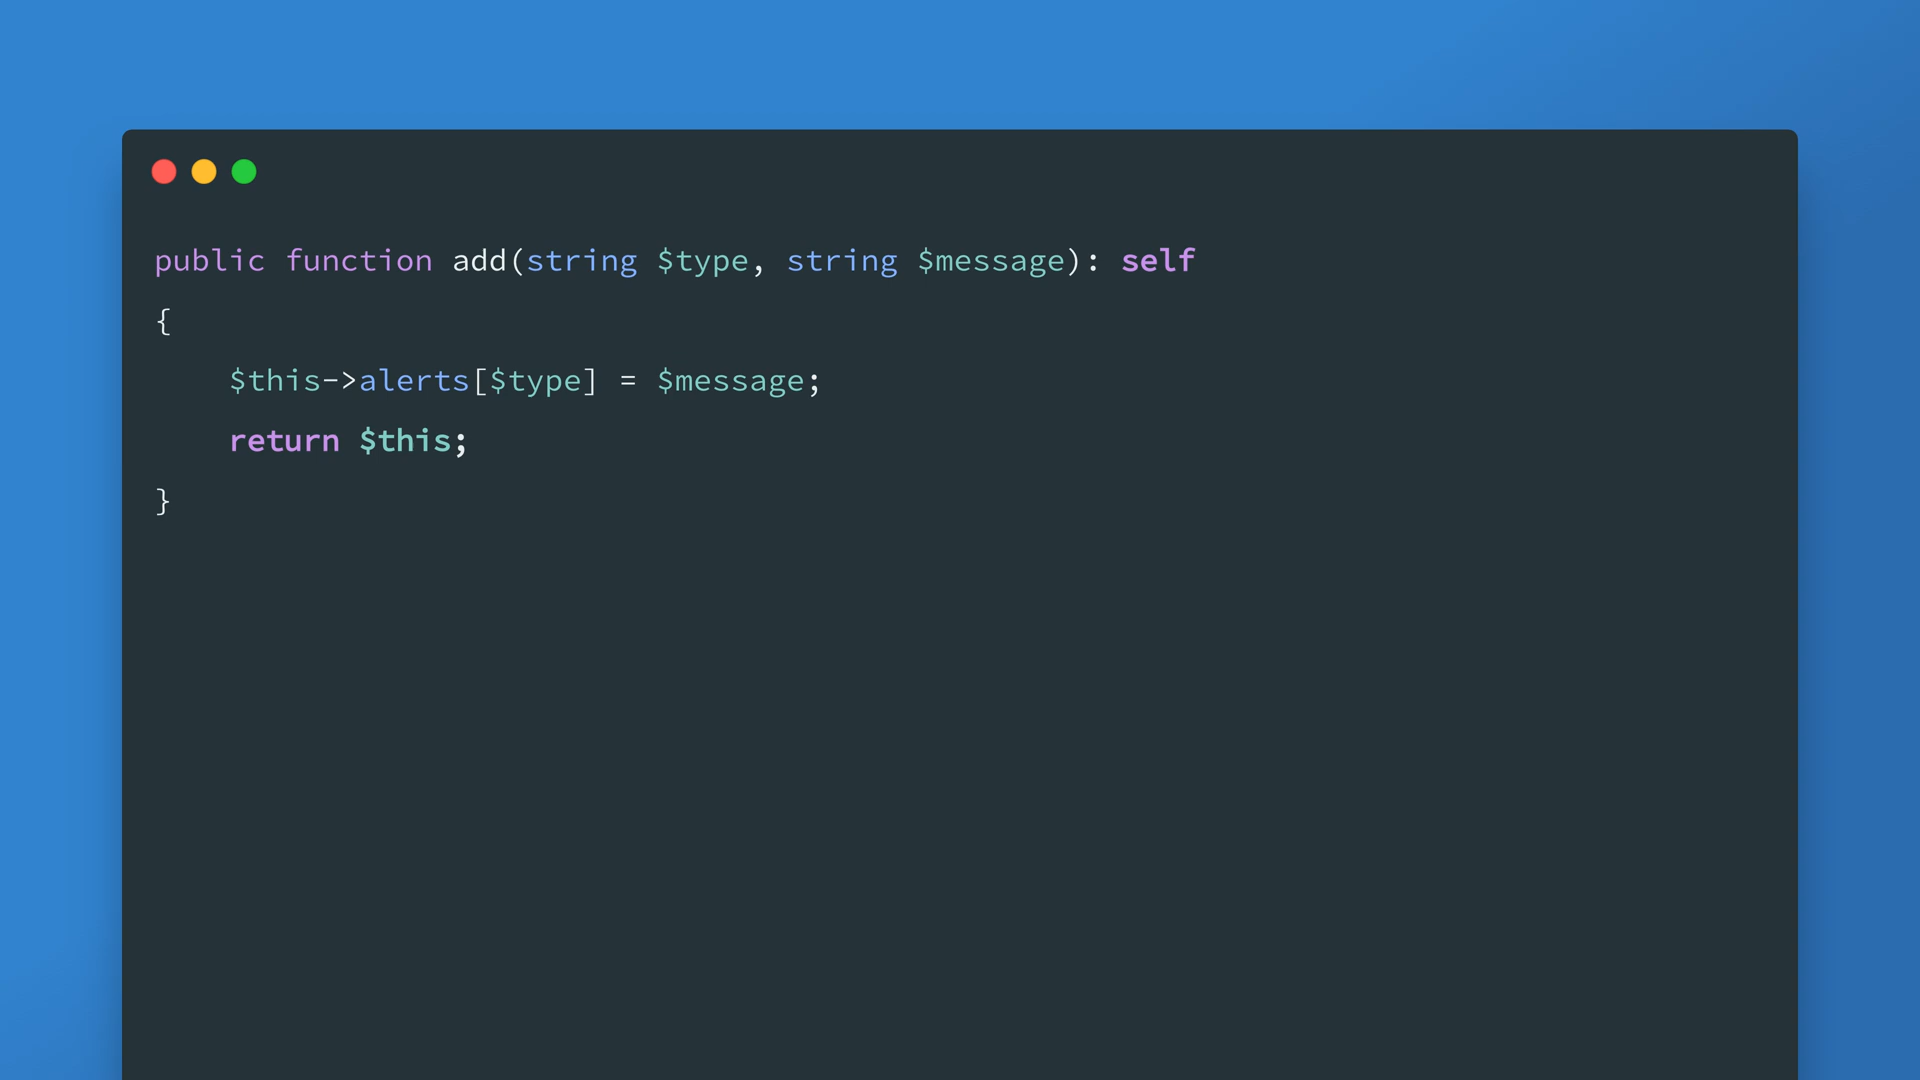 public function add(string $type, string $message): self
{
    $this->alerts[$type] = $message;
    return $this;
}